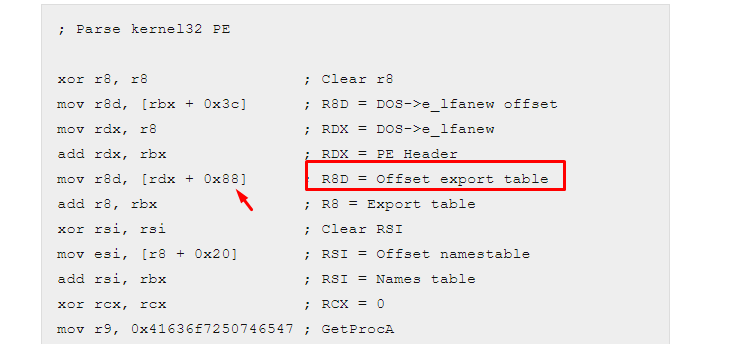 ; Parse kernel32 PE
xor r8, r8 ; Clear r8
mov r8d, [rbx + 0x3c] ; R8D = DOS->e_lfanew offset
mov rdx, r8 ; RDX = DOS->e_lfanew
add rdx, rbx ; RDX = PE Header
mov r8d, [rdx + 0x88] ; R8D = Offset export table
add r8, rbx ; R8 = Export table
xor rsi, rsi ; Clear RSI
mov esi, [r8 + 0x20] ; RSI = Offset namestable
add rsi, rbx ; RSI = Names table
xor rcx, rcx ; RCX = 0
mov r9, 0x41636f7250746547 ; GetProcA